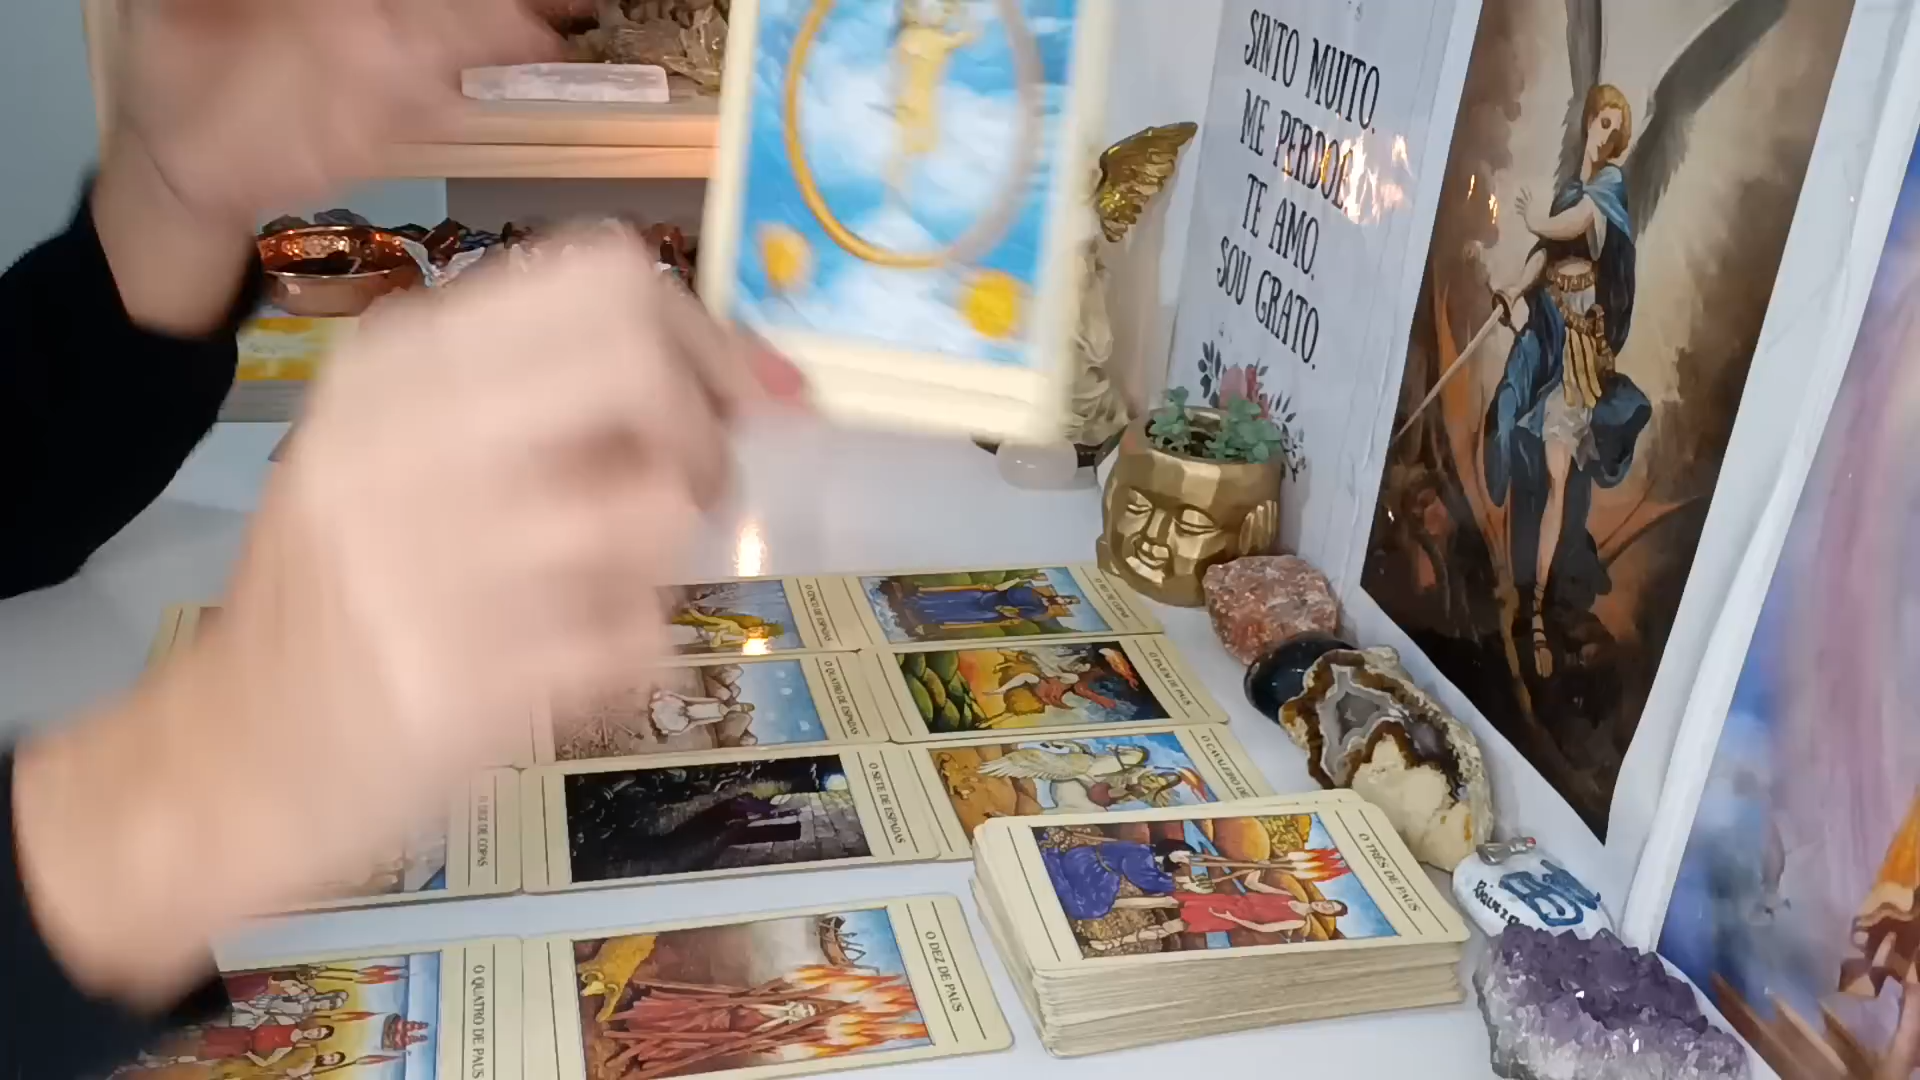 SINTO MUITO.
ME PERDOE.
TE AMO.
SOU GRATO.
O CINCO DE ESPADAS
O REI DE COPAS
O QUATRO DE ESPADAS
O PAJEM DE PAUS
O DEZ DE COPAS
O SETE DE ESPADAS
O CAVALEIRO DE
O TRÊS DE PAUS
O QUATRO DE PAUS
O DEZ DE PAUS